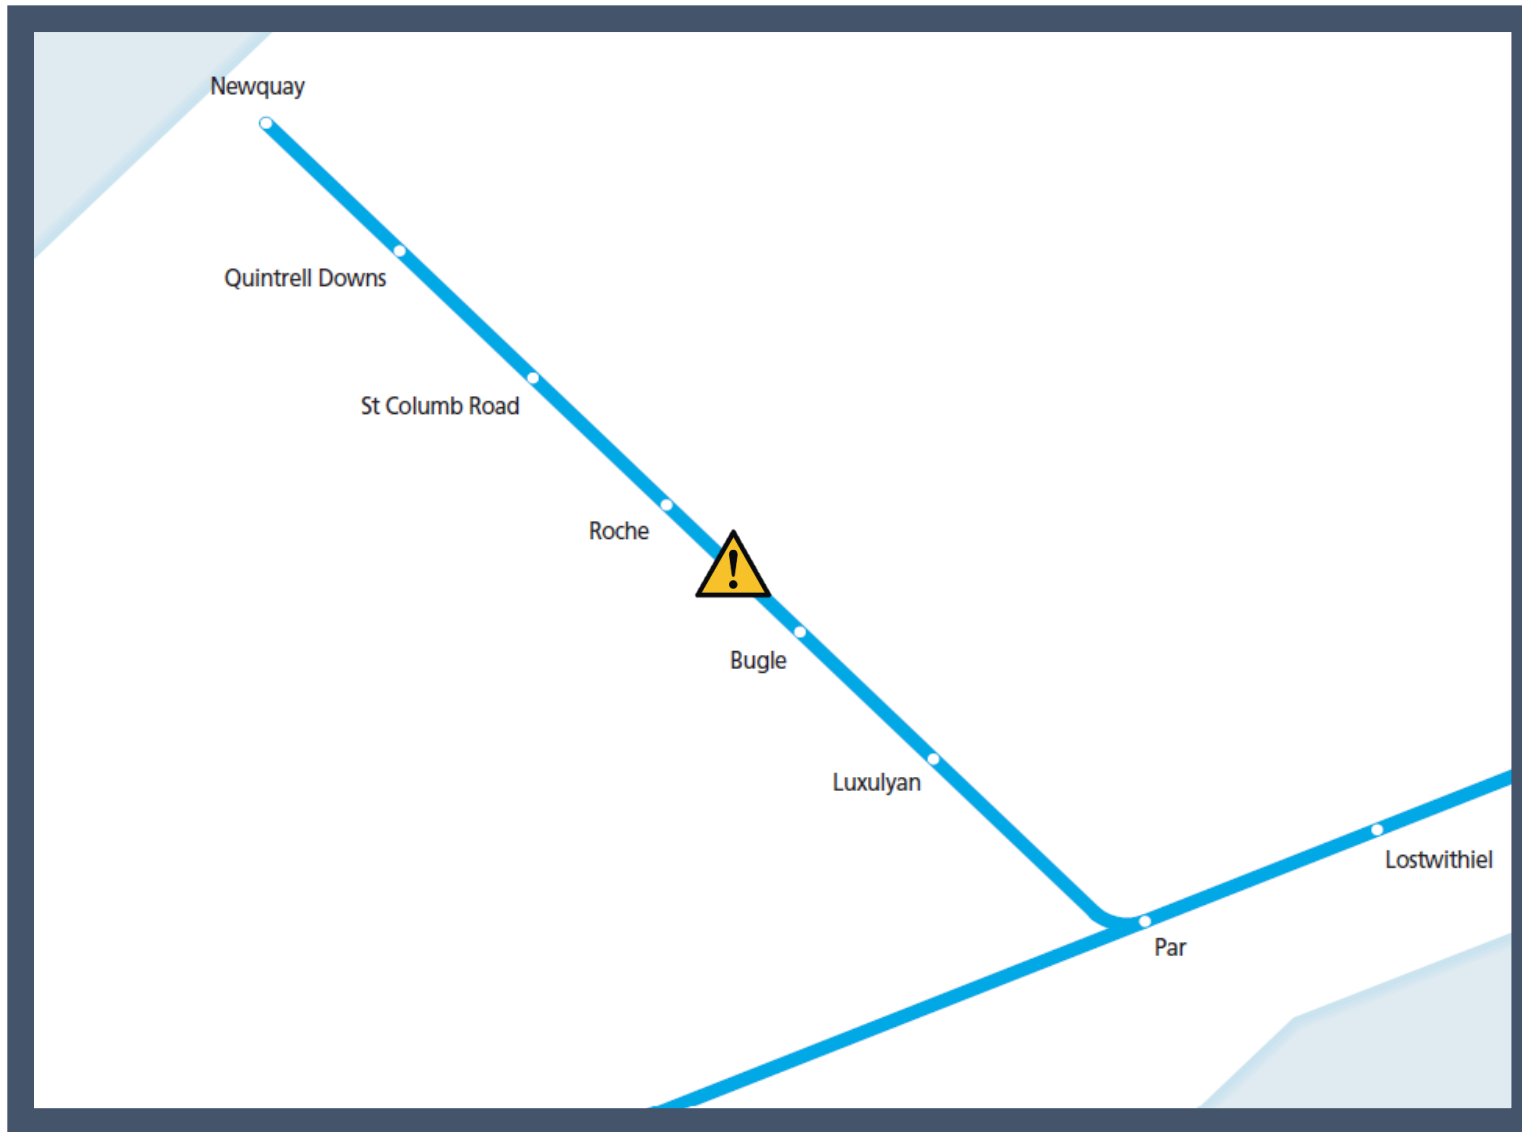 Newquay
Quintrell Downs
St Columb Road
Roche
!
Bugle
Luxulyan
Lostwithiel
Par